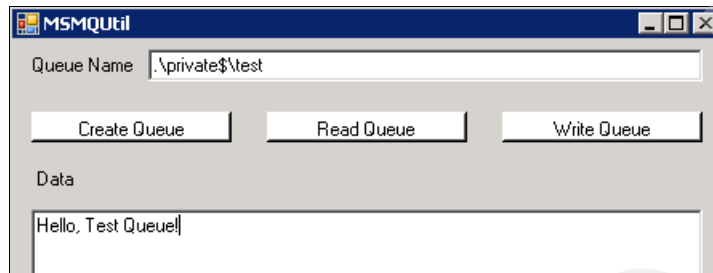 MSMQUtil
Queue Name .\private$\test
Create Queue Read Queue Write Queue
Data
Hello, Test Queue!